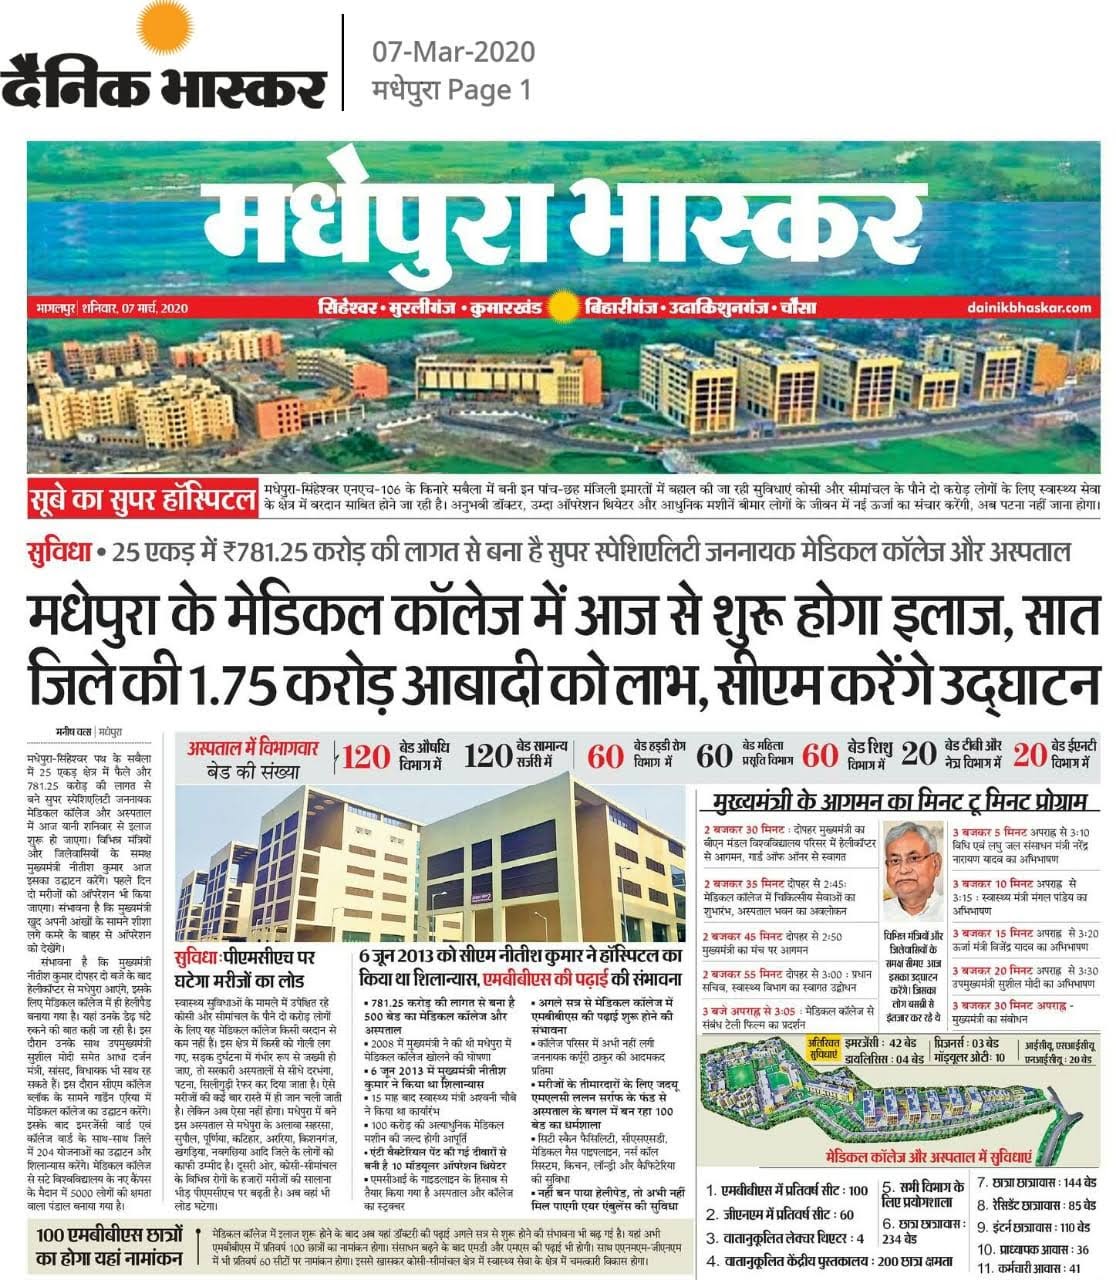 दैनिक भास्कर
07-Mar-2020
मधेपुरा Page 1
मधेपुरा भास्कर
भागलपुर | शनिवार, 07 मार्च, 2020
सिंहेश्वर • मुरलीगंज • कुमारखंड
बिहारीगंज • उदाकिशुनगंज • चौसा
dainikbhaskar.com
सूबे का सुपर हॉस्पिटल
मधेपुरा-सिंहेश्वर एनएच-106 के किनारे सबैला में बनी इन पांच-छह मंजिली इमारतों में बहाल की जा रही सुविधाएं कोसी और सीमांचल के पौने दो करोड़ लोगों के लिए स्वास्थ्य सेवा
के क्षेत्र में वरदान साबित होने जा रही है। अनुभवी डॉक्टर, उम्दा ऑपरेशन थियेटर और आधुनिक मशीनें बीमार लोगों के जीवन में नई ऊर्जा का संचार करेंगी, अब पटना नहीं जाना होगा।
सुविधा • 25 एकड़ में ₹781.25 करोड़ की लागत से बना है सुपर स्पेशिएलिटी जननायक मेडिकल कॉलेज और अस्पताल
मधेपुरा के मेडिकल कॉलेज में आज से शुरू होगा इलाज, सात
जिले की 1.75 करोड़ आबादी को लाभ, सीएम करेंगे उद्घाटन
मनीष वत्स | मधेपुरा
मधेपुरा-सिंहेश्वर पथ के सबैला
में 25 एकड़ क्षेत्र में फैले और
781.25 करोड़ की लागत से
बने सुपर स्पेशिएलिटी जननायक
मेडिकल कॉलेज और अस्पताल
में आज यानी शनिवार से इलाज
शुरू हो जाएगा। विभिन्न मंत्रियों
और जिलेवासियों के समक्ष
मुख्यमंत्री नीतीश कुमार आज
इसका उद्घाटन करेंगे। पहले दिन
दो मरीजों को ऑपरेशन भी किया
जाएगा। संभावना है कि मुख्यमंत्री
खुद अपनी आंखों के सामने शीशा
लगे कमरे के बाहर से ऑपरेशन
को देखेंगे।
संभावना है कि मुख्यमंत्री
नीतीश कुमार दोपहर दो बजे के बाद
हेलीकॉप्टर से मधेपुरा आएंगे, इसके
लिए मेडिकल कॉलेज में ही हेलीपैड
बनाया गया है। यहां उनके डेढ़ घंटे
रुकने की बात कही जा रही है। इस
दौरान उनके साथ उपमुख्यमंत्री
सुशील मोदी समेत आधा दर्जन
मंत्री, सांसद, विधायक भी साथ रह
सकते हैं। इस दौरान सीएम कॉलेज
ब्लॉक के सामने गार्डेन एरिया में
मेडिकल कॉलेज का उद्घाटन करेंगे।
इसके बाद इमरजेंसी वार्ड एवं
कॉलेज वार्ड के साथ-साथ जिले
में 204 योजनाओं का उद्घाटन और
शिलान्यास करेंगे। मेडिकल कॉलेज
से सटे विश्वविद्यालय के नए कैंपस
के मैदान में 5000 लोगों की क्षमता
वाला पंडाल बनाया गया है।
अस्पताल में विभागवार
बेड की संख्या
120 बेड औषधि विभाग में
120 बेड सामान्य सर्जरी में
60 बेड हड्डी रोग विभाग में
60 बेड महिला प्रसूति विभाग
60 बेड शिशु विभाग में
20 बेड टीबी और नेत्र विभाग में
20 बेड ईएनटी विभाग में
सुविधा : पीएमसीएच पर
घटेगा मरीजों का लोड
स्वास्थ्य सुविधाओं के मामले में उपेक्षित रहे
कोसी और सीमांचल के पौने दो करोड़ लोगों
के लिए यह मेडिकल कॉलेज किसी वरदान से
कम नहीं है। इस क्षेत्र में किसी को गोली लग
गए, सड़क दुर्घटना में गंभीर रूप से जख्मी हो
जाए, तो सरकारी अस्पतालों से सीधे दरभंगा,
पटना, सिलीगुड़ी रेफर कर दिया जाता है। ऐसे
मरीजों की कई बार रास्ते में ही जान चली जाती
है। लेकिन अब ऐसा नहीं होगा। मधेपुरा में बने
इस अस्पताल से मधेपुरा के अलावा सहरसा,
सुपौल, पूर्णिया, कटिहार, अररिया, किशनगंज,
खगड़िया, नवगछिया आदि जिले के लोगों को
काफी उम्मीद है। दूसरी ओर, कोसी-सीमांचल
के विभिन्न रोगों के हजारों मरीजों की सालाना
भीड़ पीएमसीएच पर बढ़ती है। अब वहां भी
लोड घटेगा।
6 जून 2013 को सीएम नीतीश कुमार ने हॉस्पिटल का
किया था शिलान्यास, एमबीबीएस की पढ़ाई की संभावना
• 781.25 करोड़ की लागत से बना है
500 बेड का मेडिकल कॉलेज और
अस्पताल
• 2008 में मुख्यमंत्री ने की थी मधेपुरा में
मेडिकल कॉलेज खोलने की घोषणा
• 6 जून 2013 में मुख्यमंत्री नीतीश
कुमार ने किया था शिलान्यास
• 15 माह बाद स्वास्थ्य मंत्री अश्वनी चौबे
ने किया था कार्यारंभ
• 100 करोड़ की अत्याधुनिक मेडिकल
मशीन की जल्द होगी आपूर्ति
• एंटी बैक्टेरियल पेंट की गई दीवारों से
बनी है 10 मॉडयूलर ऑपरेशन थियेटर
• एमसीआई के गाइडलाइन के हिसाब से
तैयार किया गया है अस्पताल और कॉलेज
का स्ट्रक्चर
• अगले सत्र से मेडिकल कॉलेज में
एमबीबीएस की पढ़ाई शुरू होने की
संभावना
• कॉलेज परिसर में अभी नहीं लगी
जननायक कर्पूरी ठाकुर की आदमकद
प्रतिमा
• मरीजों के तीमारदारों के लिए जदयू
एमएलसी ललन सर्राफ के फंड से
अस्पताल के बगल में बन रहा 100
बेड का धर्मशाला
• सिटी स्कैन फैसिलिटी, सीएसएसडी,
मेडिकल गैस पाइपलाइन, नर्स कॉल
सिस्टम, किचन, लॉन्ड्री और कैफिटेरिया
की सुविधा
• नहीं बन पाया हेलीपेड, तो अभी नहीं
मिल पाएगी एयर एंबुलेंस की सुविधा
मुख्यमंत्री के आगमन का मिनट टू मिनट प्रोग्राम
2 बजकर 30 मिनट : दोपहर मुख्यमंत्री का
बीएन मंडल विश्वविद्यालय परिसर में हेलीकॉप्टर
से आगमन, गार्ड ऑफ ऑनर से स्वागत
2 बजकर 35 मिनट दोपहर से 2:45:
मेडिकल कॉलेज में चिकित्सीय सेवाओं का
शुभारंभ, अस्पताल भवन का अवलोकन
2 बजकर 45 मिनट दोपहर से 2:50
मुख्यमंत्री का मंच पर आगमन
2 बजकर 55 मिनट दोपहर से 3:00 : प्रधान
सचिव, स्वास्थ्य विभाग का स्वागत उद्बोधन
3 बजे अपराह्न से 3:05 : मेडिकल कॉलेज से
संबंध टेली फिल्म का प्रदर्शन
विभिन्न मंत्रियों और
जिलेवासियों के
समक्ष सीएम आज
इसका उद्घाटन
करेंगे। जिसका
लोग बेसब्री से
इंतजार कर रहे थे
3 बजकर 5 मिनट अपराह्न से 3:10
विधि एवं लघु जल संसाधन मंत्री नरेंद्र
नारायण यादव का अभिभाषण
3 बजकर 10 मिनट अपराह्न से
3:15 : स्वास्थ्य मंत्री मंगल पांडेय का
अभिभाषण
3 बजकर 15 मिनट अपराह्न से 3:20
ऊर्जा मंत्री विजेंद्र यादव का अभिभाषण
3 बजकर 20 मिनट अपराह्न से 3:30
उपमुख्यमंत्री सुशील मोदी का अभिभाषण
3 बजकर 30 मिनट अपराह्न -
मुख्यमंत्री का संबोधन
अतिरिक्त सुविधाएं
इमरजेंसी : 42 बेड
डायलिसिस : 04 बेड
प्रिजनर्स : 03 बेड
मॉड्यूलर ओटी : 10
आईसीयू, एसआईसीयू
एनआईसीयू : 20 बेड
मेडिकल कॉलेज और अस्पताल में सुविधाएं
1. एमबीबीएस में प्रतिवर्ष सीट : 100
2. जीएनएम में प्रतिवर्ष सीट : 60
3. वातानुकूलित लेक्चर थिएटर : 4
4. वातानुकूलित केंद्रीय पुस्तकालय : 200 छात्र क्षमता
5. सभी विभाग के
लिए प्रयोगशाला
6. छात्रा छात्रावास :
234 बेड
7. छात्रा छात्रावास : 144 बेड
8. रेसिडेंट छात्रावास : 85 बेड
9. इंटर्न छात्रावास : 110 बेड
10. प्राध्यापक आवास : 36
11. कर्मचारी आवास : 41
100 एमबीबीएस छात्रों
का होगा यहां नामांकन
मेडिकल कॉलेज में इलाज शुरू होने के बाद अब यहां डॉक्टरी की पढ़ाई अगले सत्र से शुरू होने की संभावना भी बढ़ गई है। यहां अभी
एमबीबीएस में प्रतिवर्ष 100 छात्रों का नामांकन होगा। संसाधन बढ़ने के बाद एमडी और एमएस की पढ़ाई भी होगी। साथ एएनएम-जीएनएम
में भी प्रतिवर्ष 60 सीटों पर नामांकन होगा। इससे खासकर कोसी-सीमांचल क्षेत्र में स्वास्थ्य सेवा के क्षेत्र में चमत्कारी विकास होगा।